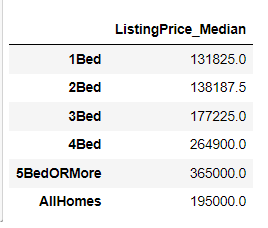 ListingPrice_Median
1Bed 131825.0
2Bed 138187.5
3Bed 177225.0
4Bed 264900.0
5BedORMore 365000.0
AllHomes 195000.0